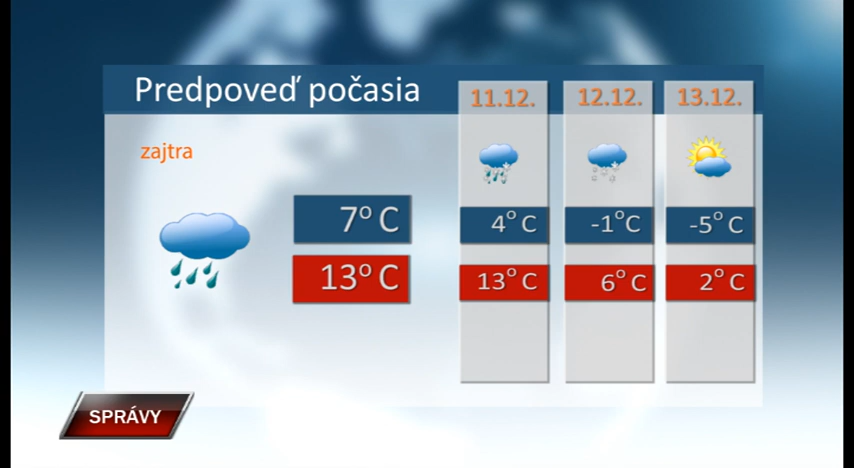 Predpoveď počasia
zajtra
7° C
13° C
11.12.
4° C
13° C
12.12.
-1°C
6° C
13.12.
-5° C
2° C
SPRÁVY